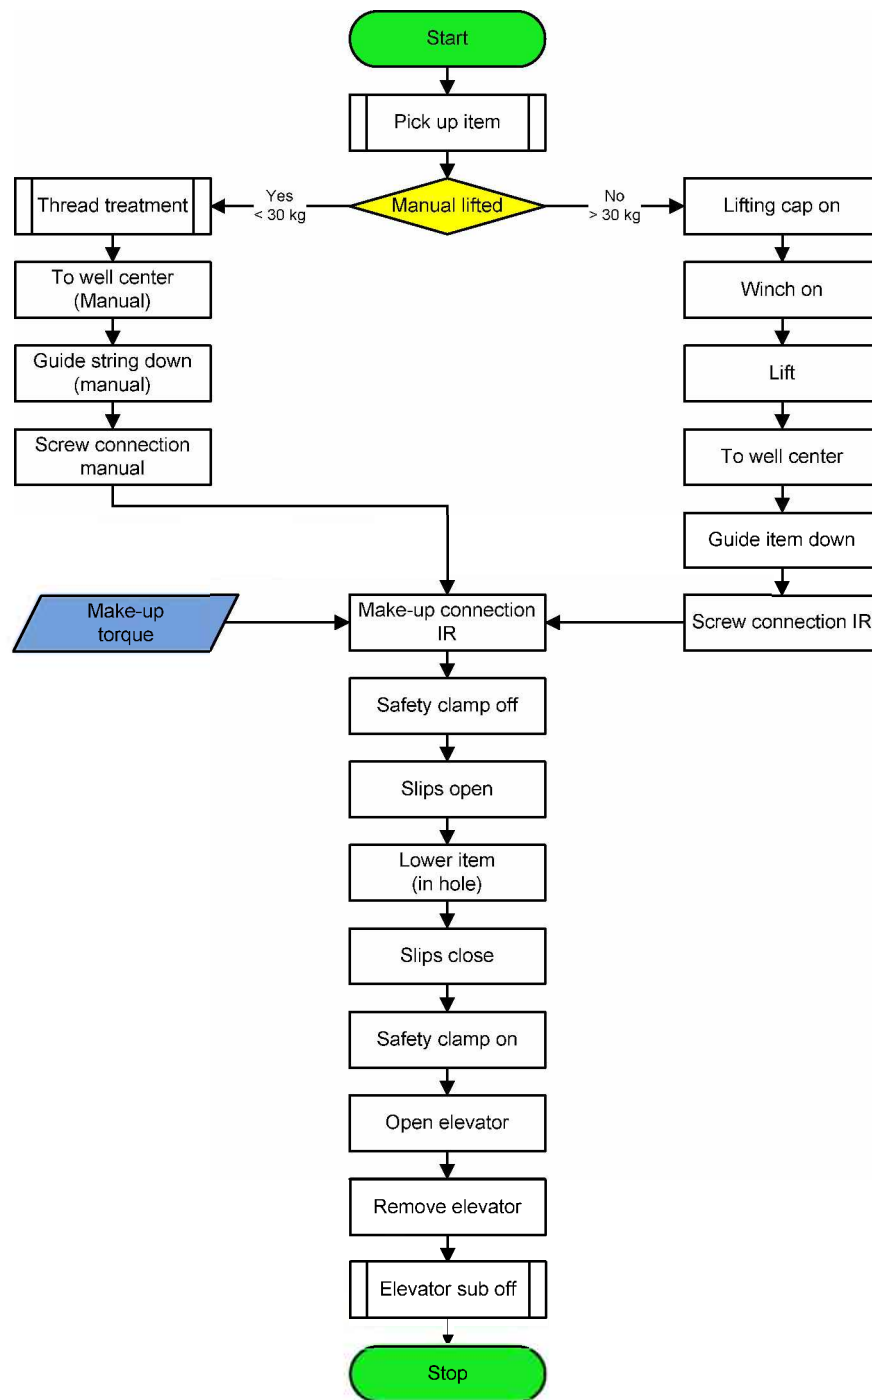 Start
Pick up item
Manual lifted
Yes
< 30 kg
No
> 30 kg
Thread treatment
To well center
(Manual)
Guide string down
(manual)
Screw connection
manual
Lifting cap on
Winch on
Lift
To well center
Guide item down
Screw connection IR
Make-up
torque
Make-up connection
IR
Safety clamp off
Slips open
Lower item
(in hole)
Slips close
Safety clamp on
Open elevator
Remove elevator
Elevator sub off
Stop